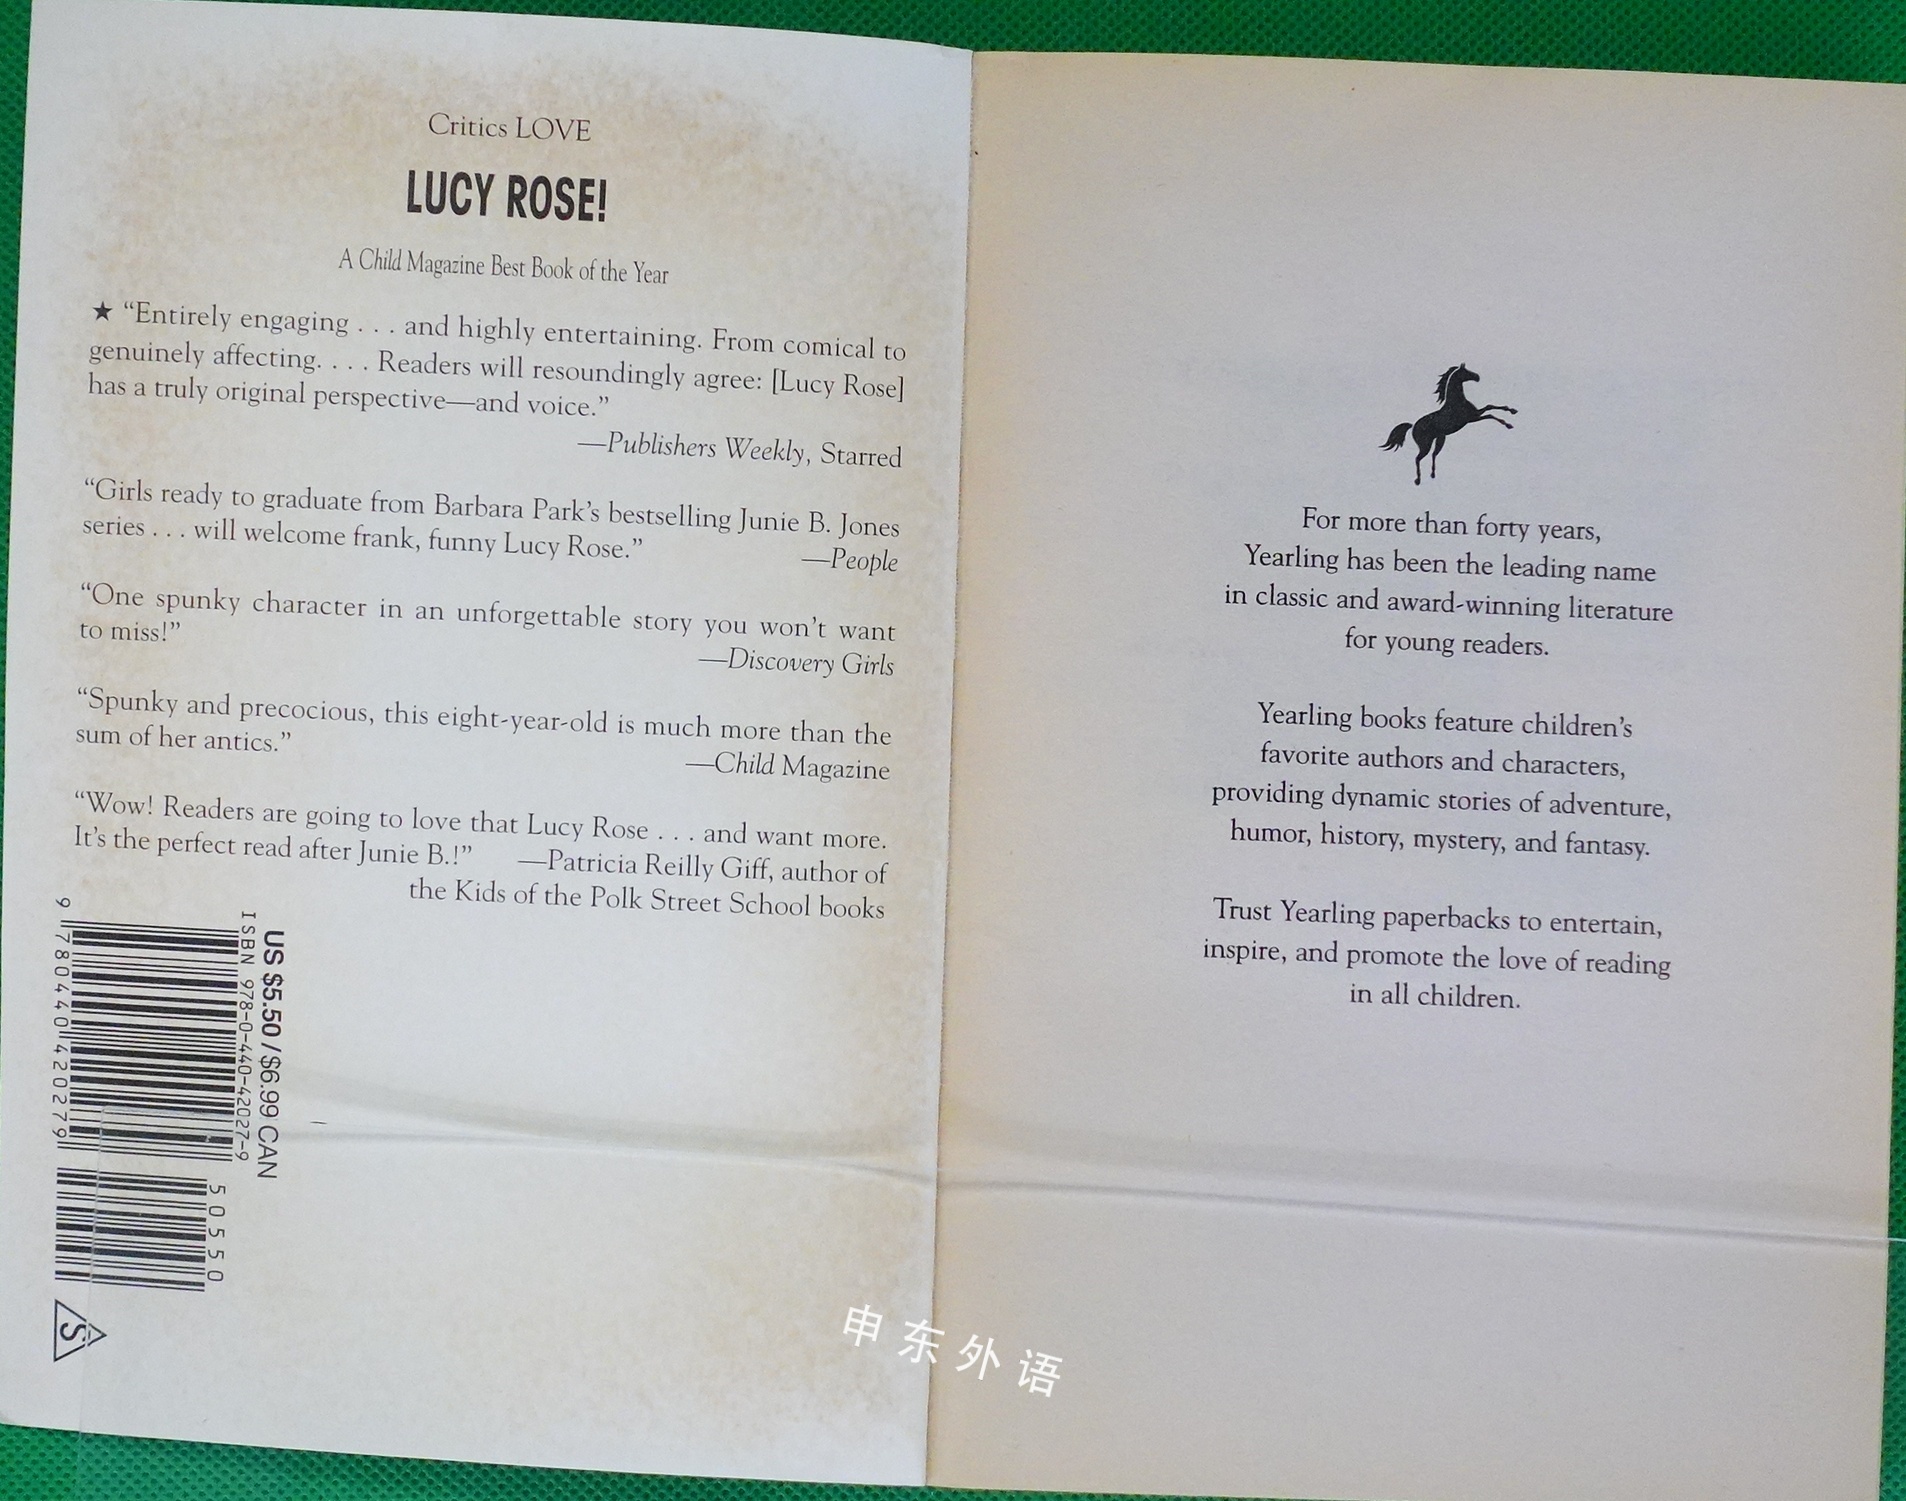 Critics LOVE
LUCY ROSE!
A Child Magazine Best Book of the Year
★ “Entirely engaging . . . and highly entertaining. From comical to
genuinely affecting. . . . Readers will resoundingly agree: [Lucy Rose]
has a truly original perspective—and voice.”
—Publishers Weekly, Starred
“Girls ready to graduate from Barbara Park’s bestselling Junie B. Jones
series . . . will welcome frank, funny Lucy Rose.” —People
“One spunky character in an unforgettable story you won’t want
to miss!”
—Discovery Girls
“Spunky and precocious, this eight-year-old is much more than the
sum of her antics.”
—Child Magazine
“Wow! Readers are going to love that Lucy Rose . . . and want more.
It’s the perfect read after Junie B.!” —Patricia Reilly Giff, author of
the Kids of the Polk Street School books
US $5.50 / $6.99 CAN
ISBN 978-0-440-42027-9
9 780440 420279
50550
S
For more than forty years,
Yearling has been the leading name
in classic and award-winning literature
for young readers.
Yearling books feature children’s
favorite authors and characters,
providing dynamic stories of adventure,
humor, history, mystery, and fantasy.
Trust Yearling paperbacks to entertain,
inspire, and promote the love of reading
in all children.
申东外语